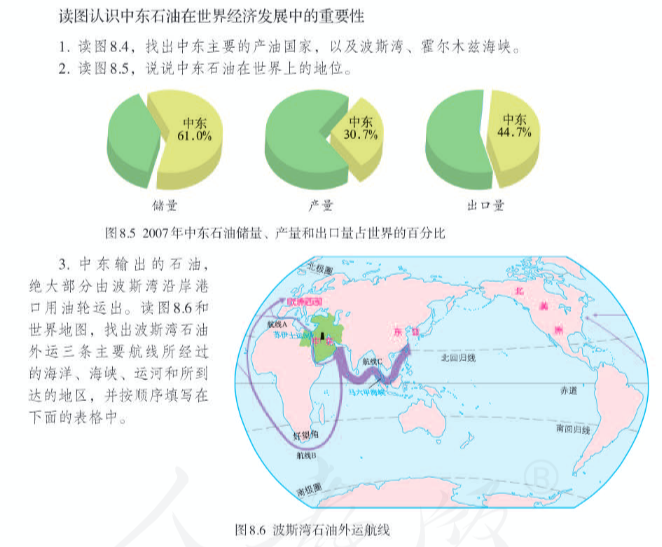 读图认识中东石油在世界经济发展中的重要性
1. 读图8.4，找出中东主要的产油国家，以及波斯湾、霍尔木兹海峡。
2. 读图8.5，说说中东石油在世界上的地位。
中东
61.0%
中东
30.7%
中东
44.7%
储量
产量
出口量
图8.5 2007年中东石油储量、产量和出口量占世界的百分比
3. 中东输出的石油，
绝大部分由波斯湾沿岸港
口用油轮运出。读图8.6和
世界地图，找出波斯湾石油
外运三条主要航线所经过
的海洋、海峡、运河和所到
达的地区，并按顺序填写在
下面的表格中。
北极圈
欧洲西部
北
美
洲
航线A
苏伊士运河
中东
东亚
航线C
北回归线
马六甲海峡
赤道
好望角
南回归线
航线B
南极圈
人教版®
图8.6 波斯湾石油外运航线